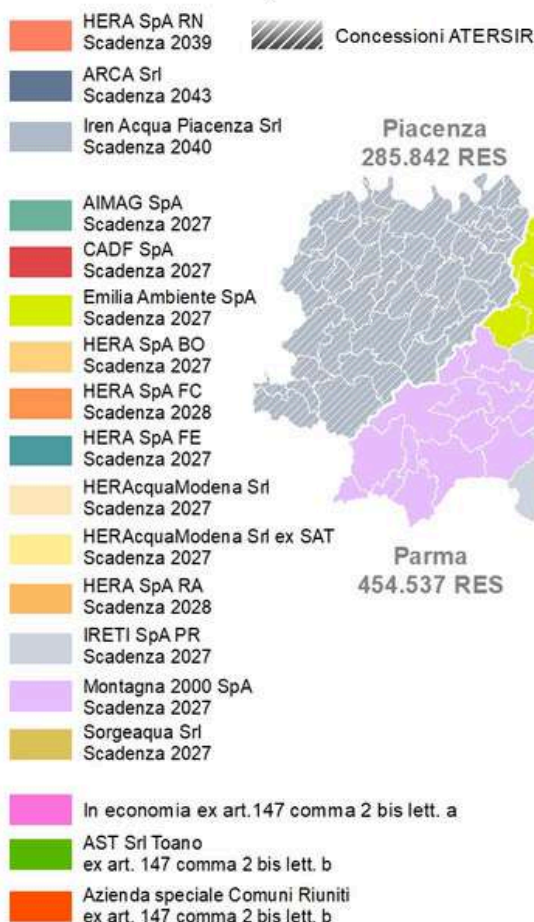 HERA SpA RN
Scadenza 2039
Concessioni ATERSIR
ARCA Srl
Scadenza 2043
Iren Acqua Piacenza Srl
Scadenza 2040
Piacenza
285.842 RES
AIMAG SpA
Scadenza 2027
CADF SpA
Scadenza 2027
Emilia Ambiente SpA
Scadenza 2027
HERA SpA BO
Scadenza 2027
HERA SpA FC
Scadenza 2028
HERA SpA FE
Scadenza 2027
HERAcquaModena Srl
Scadenza 2027
HERAcquaModena Srl ex SAT
Scadenza 2027
HERA SpA RA
Scadenza 2028
Parma
454.537 RES
IRETI SpA PR
Scadenza 2027
Montagna 2000 SpA
Scadenza 2027
Sorgeaqua Srl
Scadenza 2027
In economia ex art.147 comma 2 bis lett. a
AST Srl Toano
ex art. 147 comma 2 bis lett. b
Azienda speciale Comuni Riuniti
ex art. 147 comma 2 bis lett. b